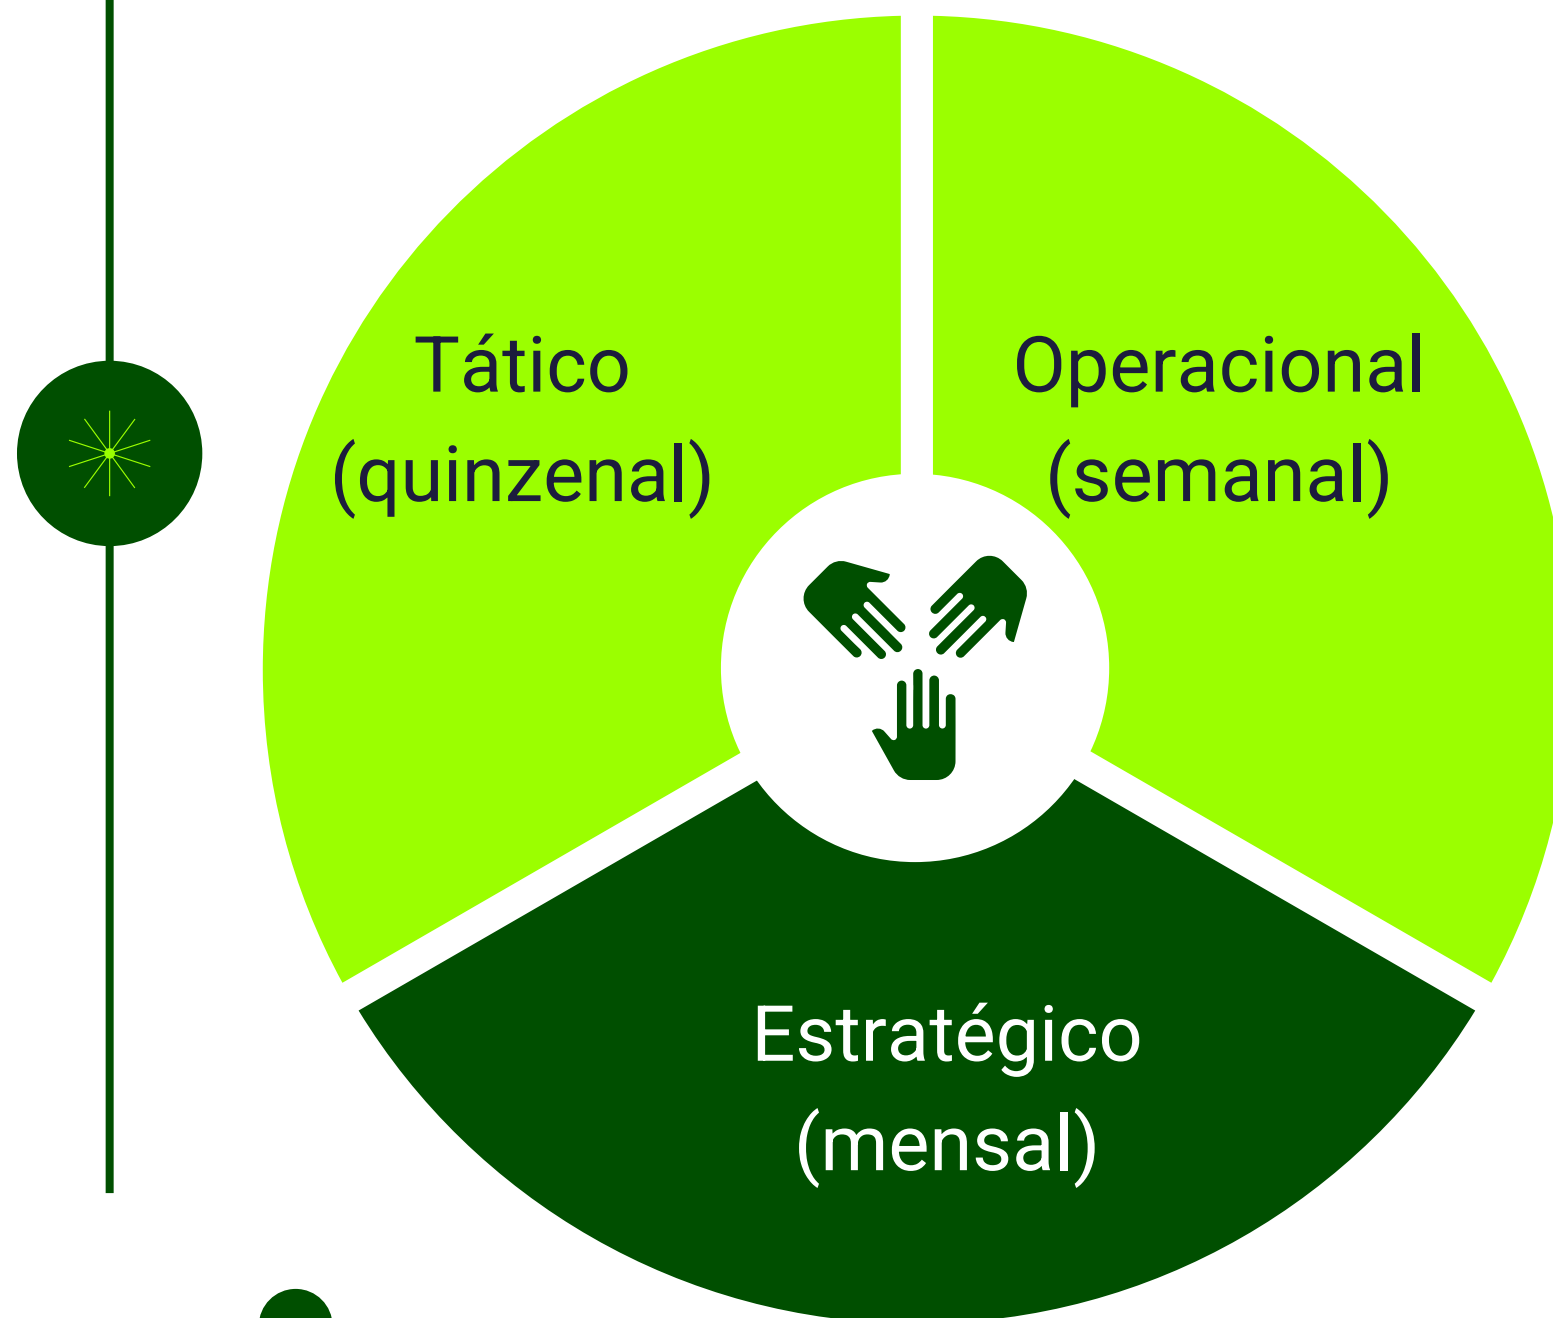 Tático
(quinzenal)
Operacional
(semanal)
Estratégico
(mensal)